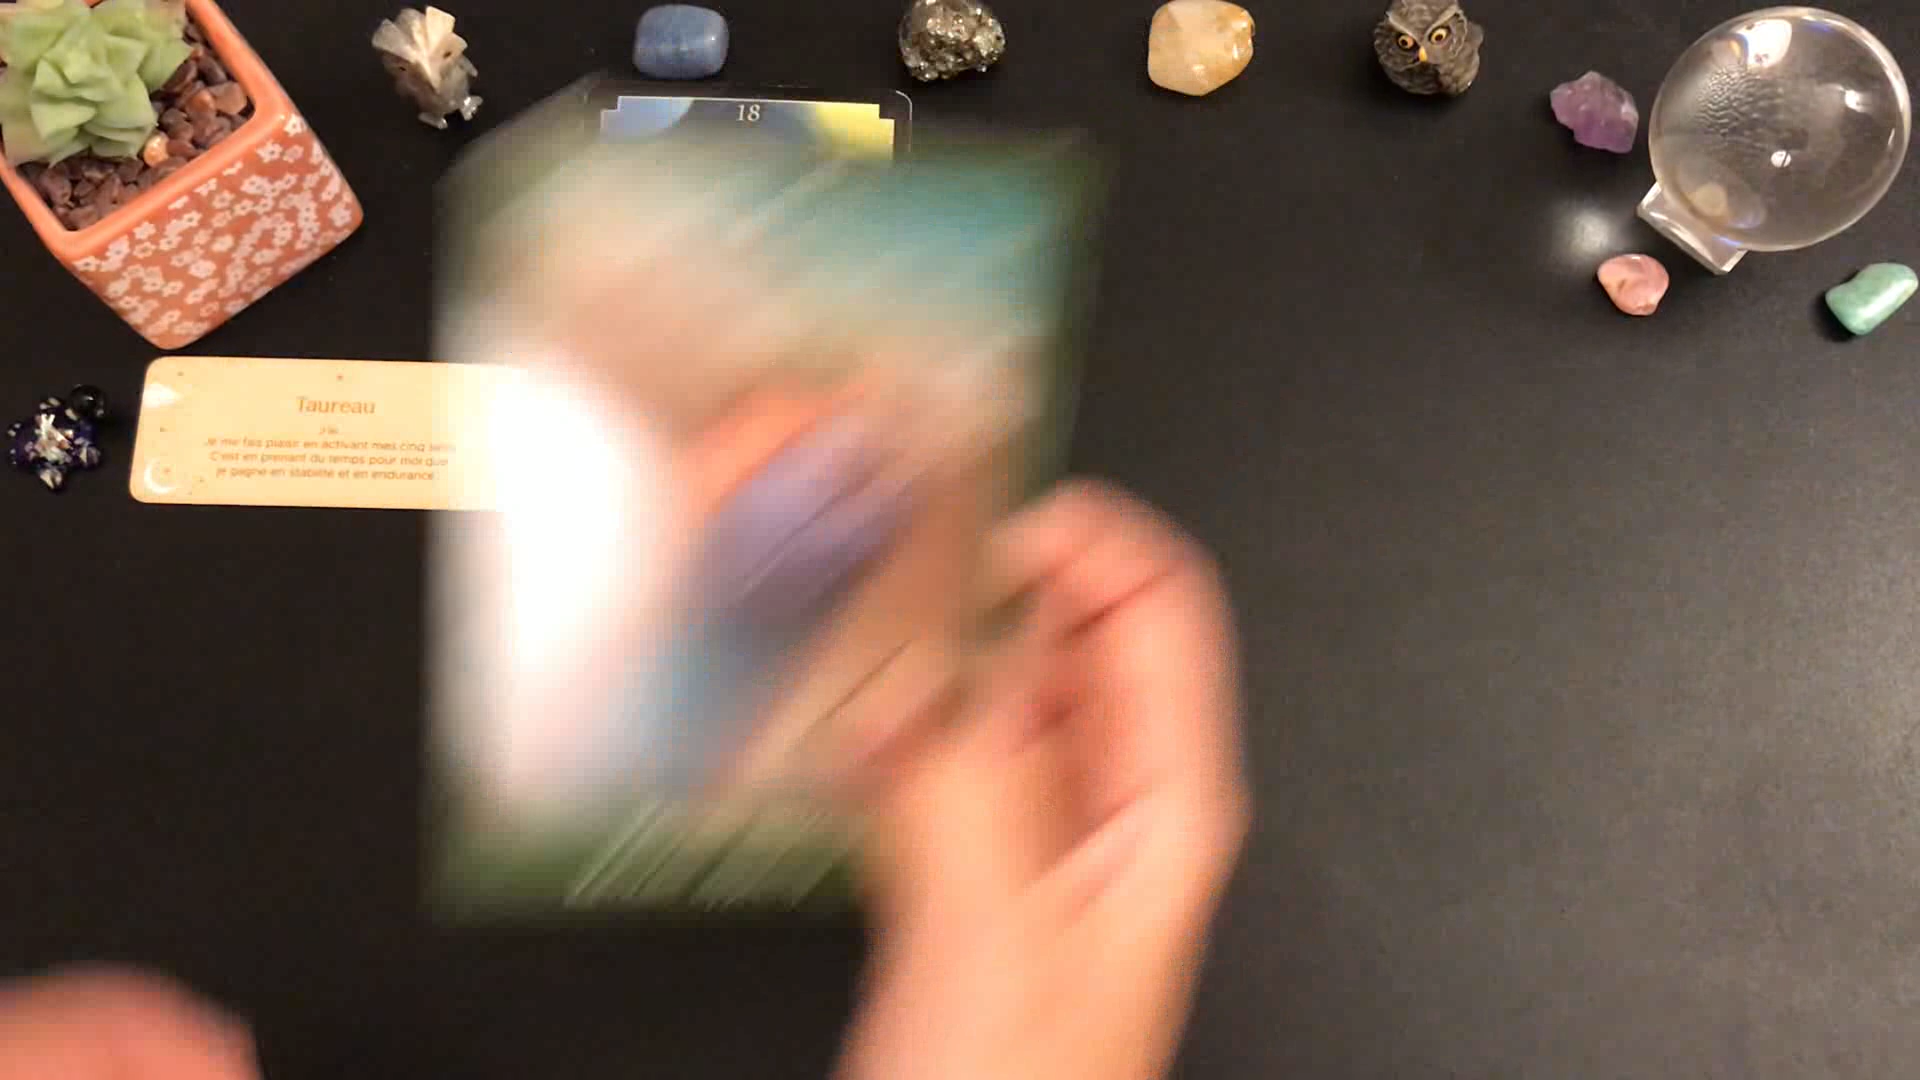 18
Taureau
Je me fais plaisir en activant mes cinq sens
C'est en prenant du temps pour moi que
je gagne en stabilité et en endurance